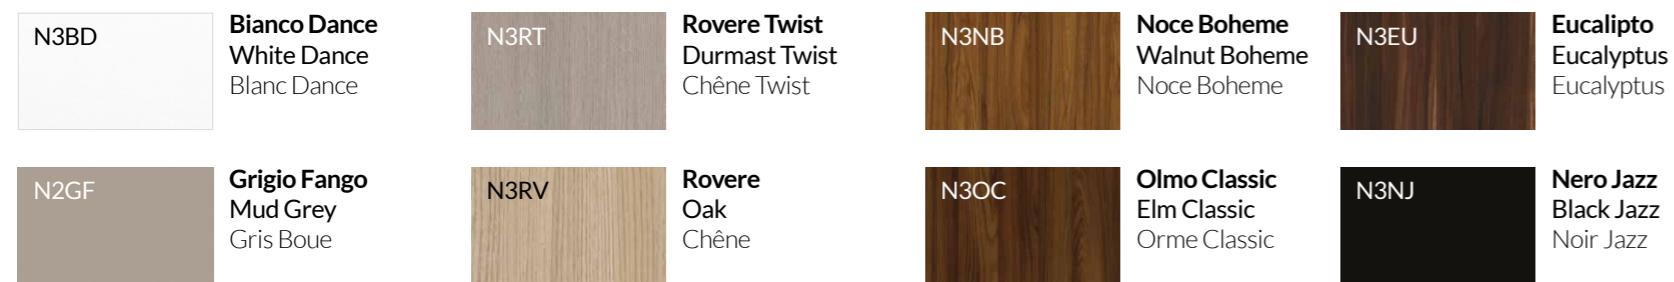 N3BD
Bianco Dance
White Dance
Blanc Dance
N3RT
Rovere Twist
Durmast Twist
Chêne Twist
N3NB
Noce Boheme
Walnut Boheme
Noce Boheme
N3EU
Eucalipto
Eucalyptus
Eucalyptus
N2GF
Grigio Fango
Mud Grey
Gris Boue
N3RV
Rovere
Oak
Chêne
N3OC
Olmo Classic
Elm Classic
Orme Classic
N3NJ
Nero Jazz
Black Jazz
Noir Jazz